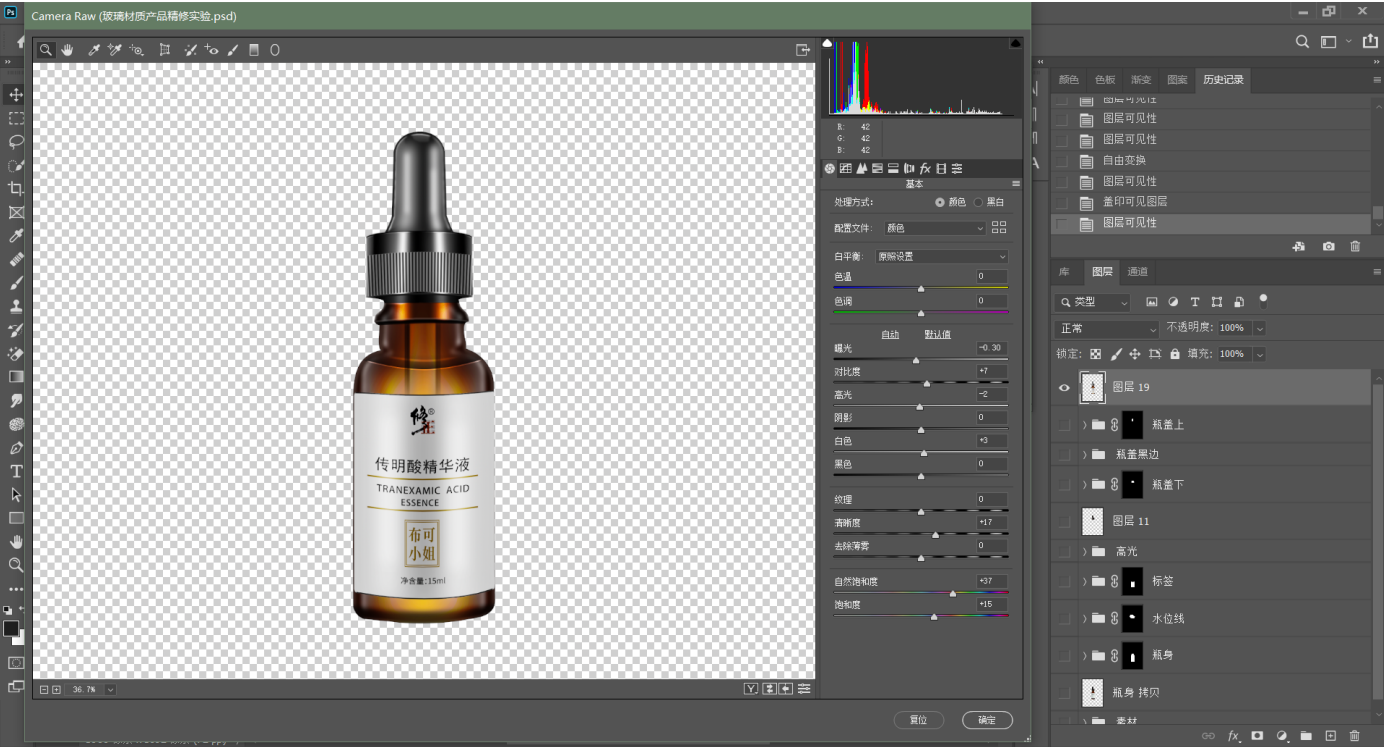 Ps
Camera Raw (玻璃材质产品精修实验.psd)
R: 42
G: 42
B: 42
基本
处理方式:
颜色
黑白
配置文件: 颜色
白平衡: 原照设置
色温 0
色调 0
自动 默认值
曝光 -0.30
对比度 +7
高光 -2
阴影 0
白色 +3
黑色 0
纹理 0
清晰度 +17
去除薄雾 0
自然饱和度 +37
饱和度 +15
修正®
传明酸精华液
TRANEXAMIC ACID
ESSENCE
布可
小姐
净含量:15ml
36.7%
复位 确定
颜色 色板 渐变 图案 历史记录
图层可见性
图层可见性
图层可见性
自由变换
图层可见性
盖印可见图层
图层可见性
库 图层 通道
类型
正常 不透明度: 100%
锁定: 填充: 100%
图层 19
瓶盖上
瓶盖黑边
瓶盖下
图层 11
高光
标签
水位线
瓶身
瓶身 拷贝
素材